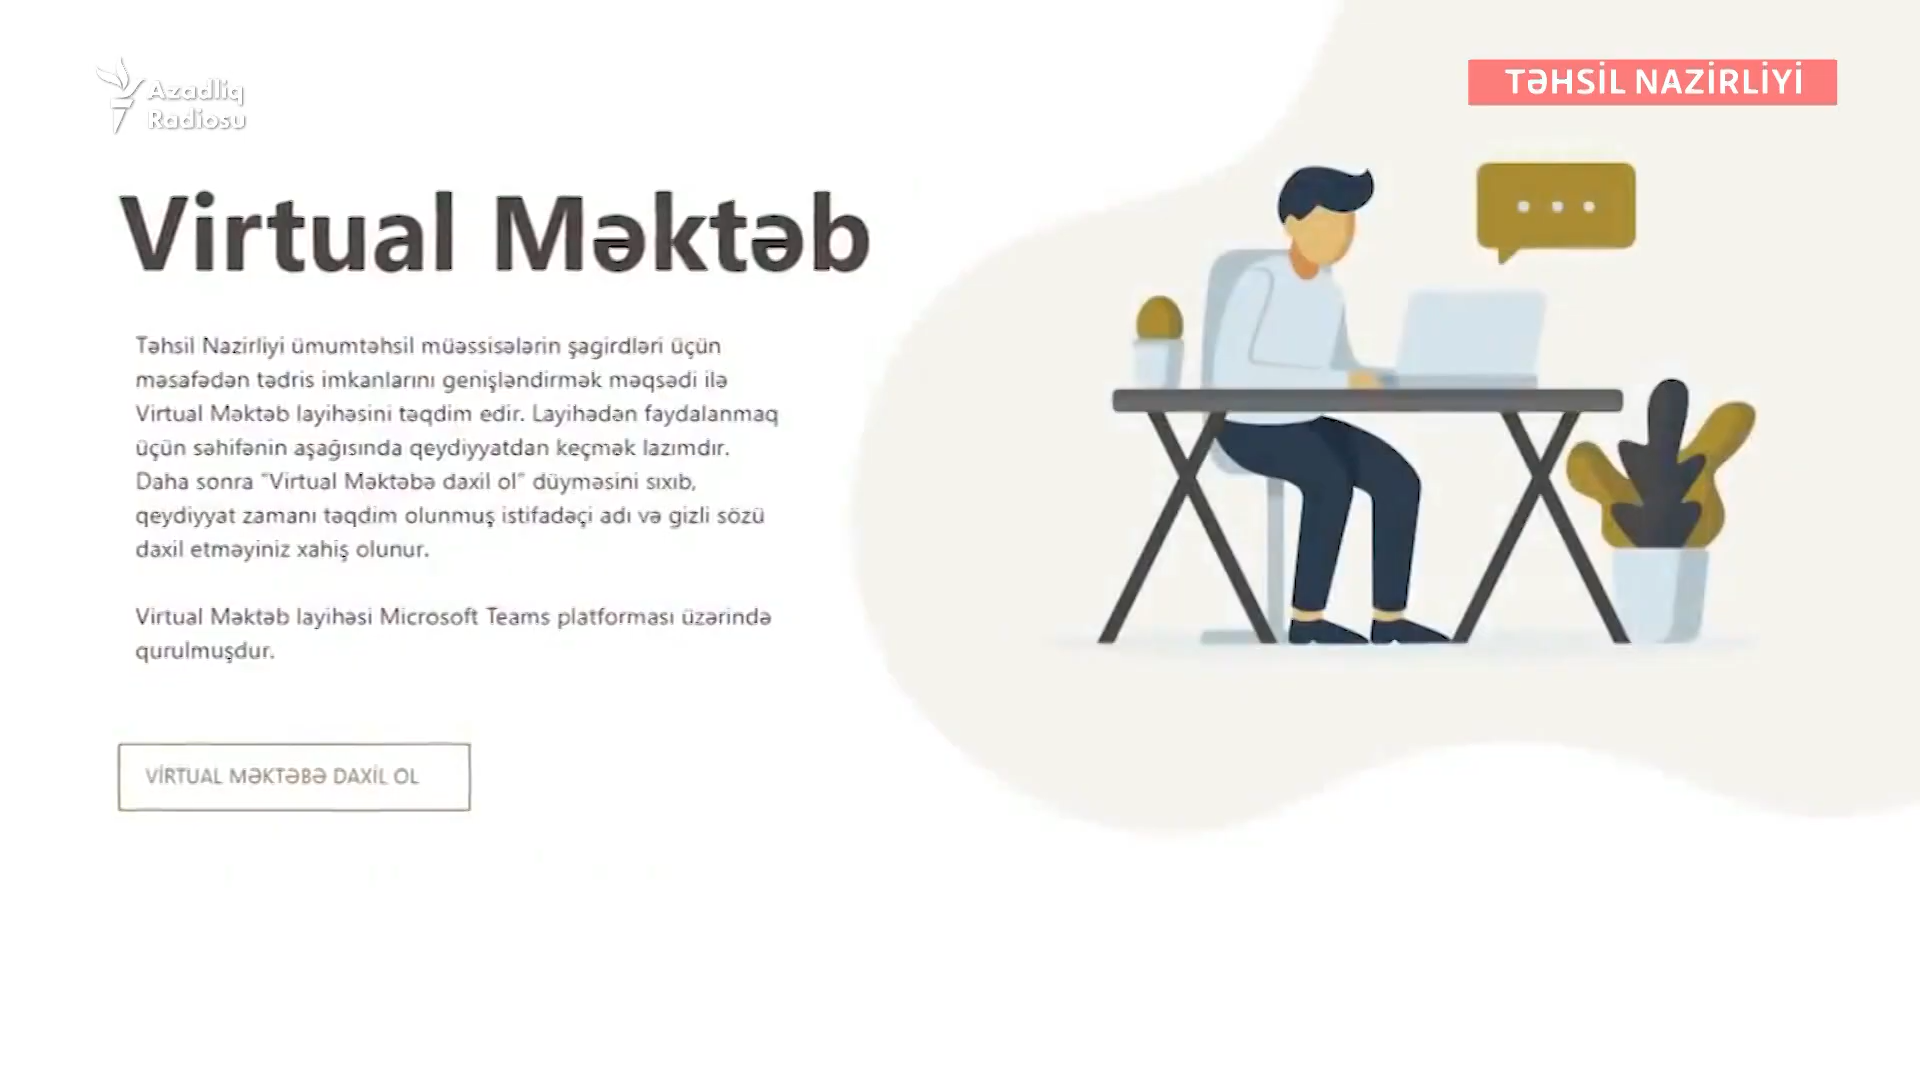 Azadlıq
Radiosu
TƏHSİL NAZİRLİYİ
Virtual Məktəb
Təhsil Nazirliyi ümumtəhsil müəssisələrin şagirdləri üçün
məsafədən tədris imkanlarını genişləndirmək məqsədi ilə
Virtual Məktəb layihəsini təqdim edir. Layihədən faydalanmaq
üçün səhifənin aşağısında qeydiyyatdan keçmək lazımdır.
Daha sonra “Virtual Məktəbə daxil ol” düyməsini sıxıb,
qeydiyyat zamanı təqdim olunmuş istifadəçi adı və gizli sözü
daxil etməyiniz xahiş olunur.
Virtual Məktəb layihəsi Microsoft Teams platforması üzərində
qurulmuşdur.
VİRTUAL MƏKTƏBƏ DAXİL OL